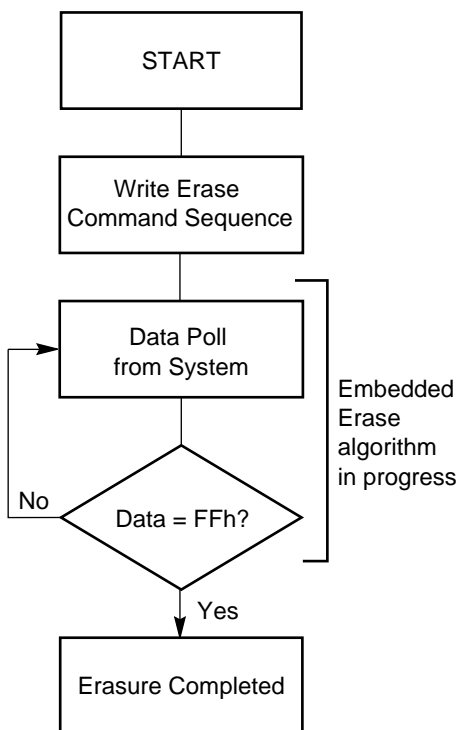 START
Write Erase
Command Sequence
Data Poll
from System
Embedded
Erase
algorithm
in progress
No
Data = FFh?
Yes
Erasure Completed